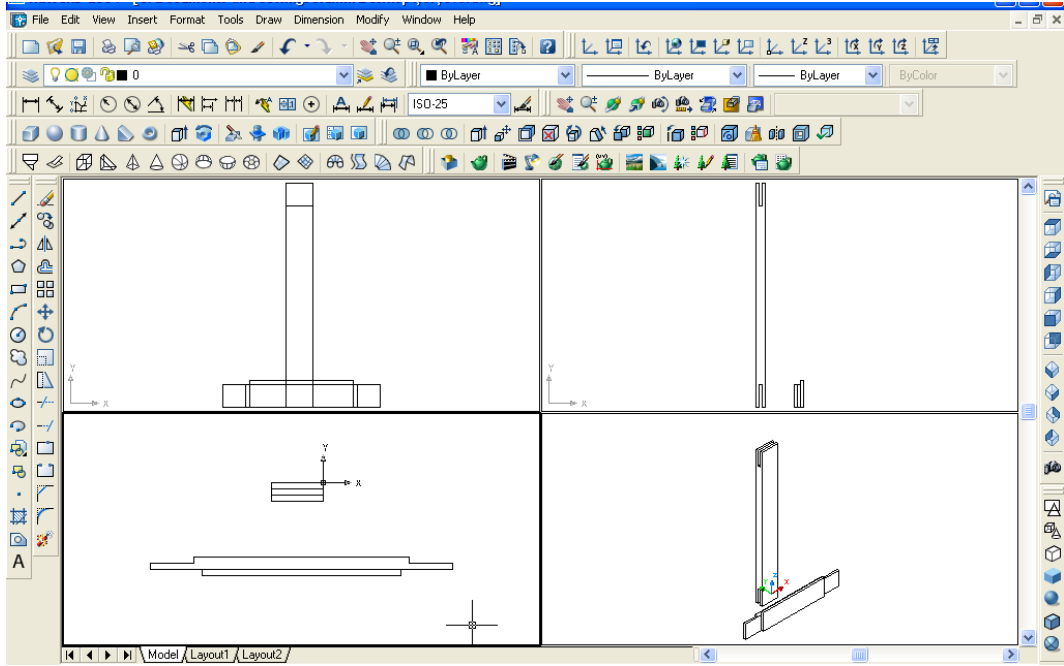 File Edit View Insert Format Tools Draw Dimension Modify Window Help
0 ByLayer ByLayer ByLayer ByColor
ISO-25
Y
X
Y
X
Y
X
Z
Y X
A
Model Layout1 Layout2